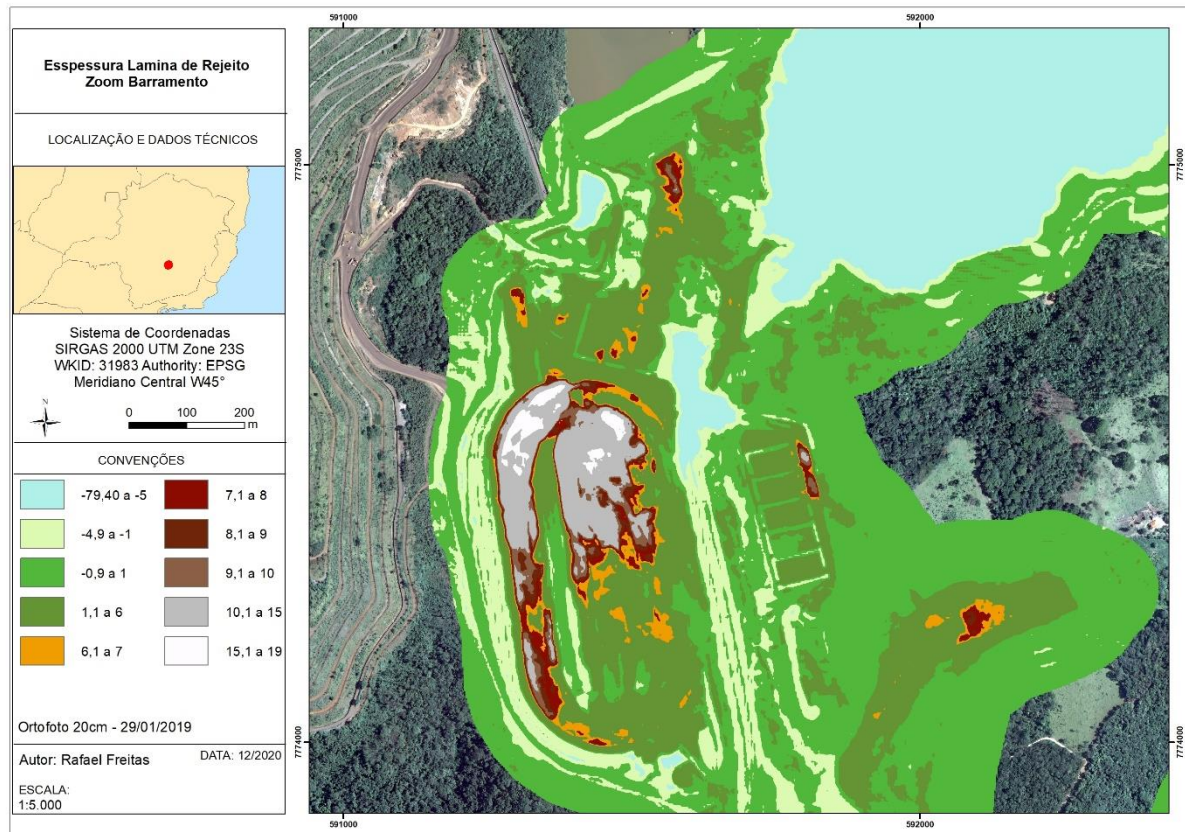 Esspessura Lamina de Rejeito
Zoom Barramento
LOCALIZAÇÃO E DADOS TÉCNICOS
Sistema de Coordenadas
SIRGAS 2000 UTM Zone 23S
WKID: 31983 Authority: EPSG
Meridiano Central W45°
N
0 100 200
m
CONVENÇÕES
-79,40 a -5
7,1 a 8
-4,9 a -1
8,1 a 9
-0,9 a 1
9,1 a 10
1,1 a 6
10,1 a 15
6,1 a 7
15,1 a 19
Ortofoto 20cm - 29/01/2019
Autor: Rafael Freitas
DATA: 12/2020
ESCALA:
1:5.000
591000
592000
7775000
7775000
7774000
7774000
591000
592000